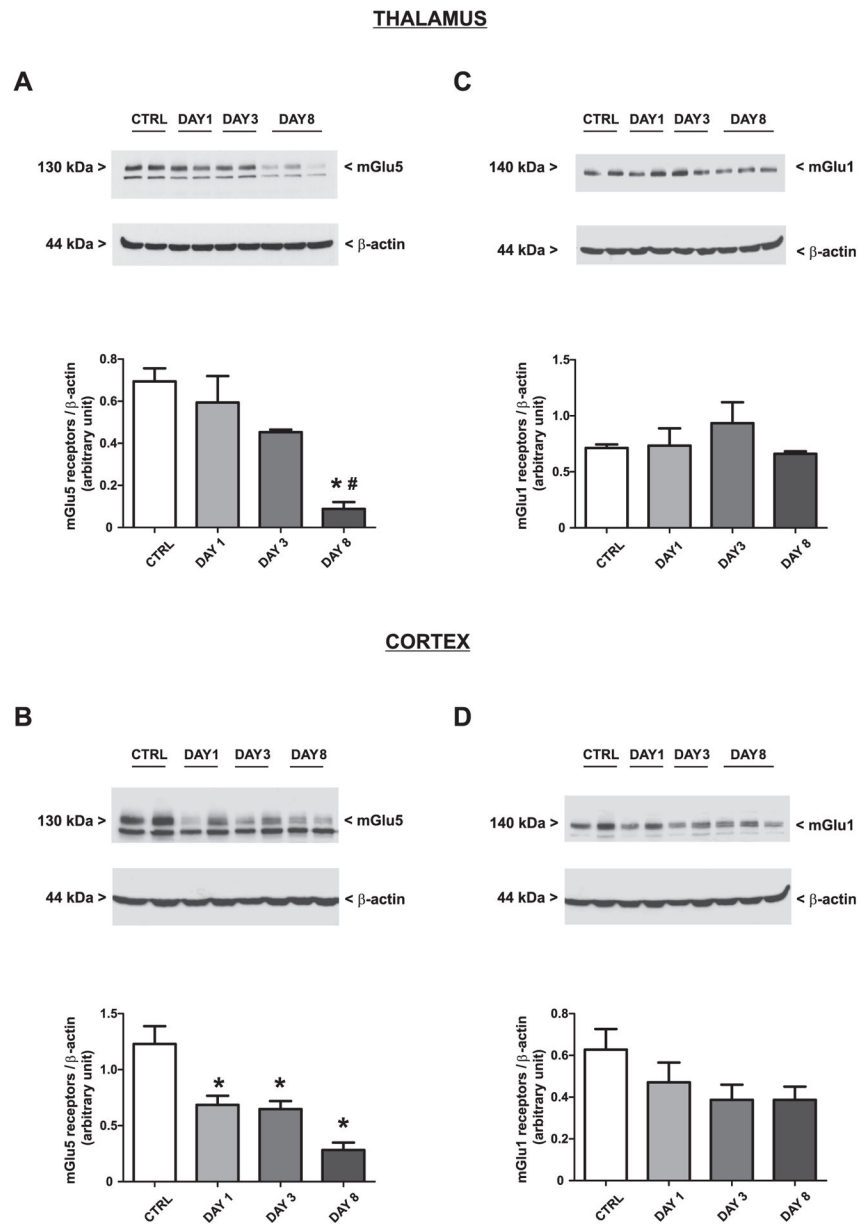 THALAMUS
A
CTRL DAY1 DAY3 DAY8
130 kDa > < mGlu5
44 kDa > < β-actin
mGlu5 receptors / β-actin
(arbitrary unit)
0.8
0.6
0.4
0.2
0
* #
CTRL DAY 1 DAY 3 DAY 8
C
CTRL DAY1 DAY3 DAY8
140 kDa > < mGlu1
44 kDa > < β-actin
mGlu1 receptors / β-actin
(arbitrary unit)
1.5
1.0
0.5
0
CTRL DAY1 DAY3 DAY 8
CORTEX
B
CTRL DAY1 DAY3 DAY8
130 kDa > < mGlu5
44 kDa > < β-actin
mGlu5 receptors / β-actin
(arbitrary unit)
1.5
1.0
0.5
0
* * *
CTRL DAY 1 DAY 3 DAY 8
D
CTRL DAY1 DAY3 DAY8
140 kDa > < mGlu1
44 kDa > < β-actin
mGlu1 receptors / β-actin
(arbitrary unit)
0.8
0.6
0.4
0.2
0
CTRL DAY 1 DAY 3 DAY 8